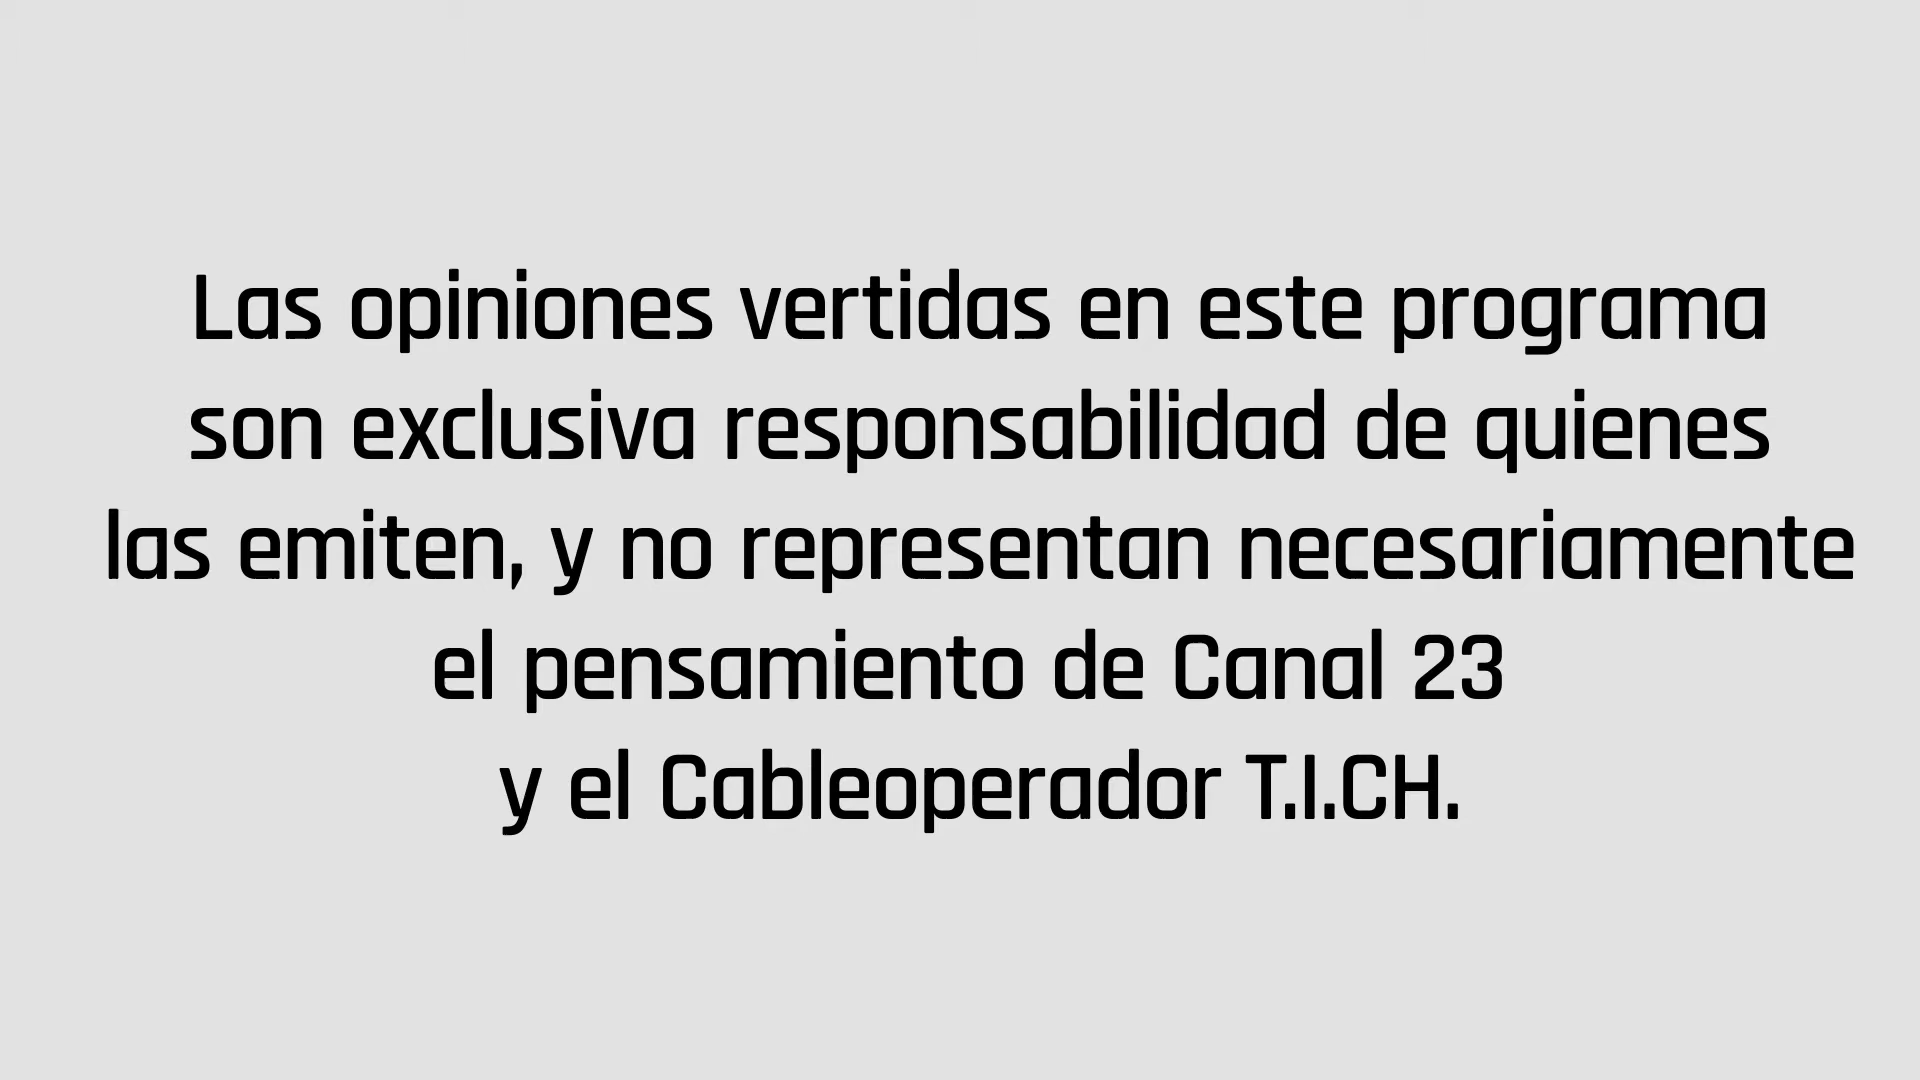 Las opiniones vertidas en este programa
son exclusiva responsabilidad de quienes
las emiten, y no representan necesariamente
el pensamiento de Canal 23
y el Cableoperador T.I.CH.